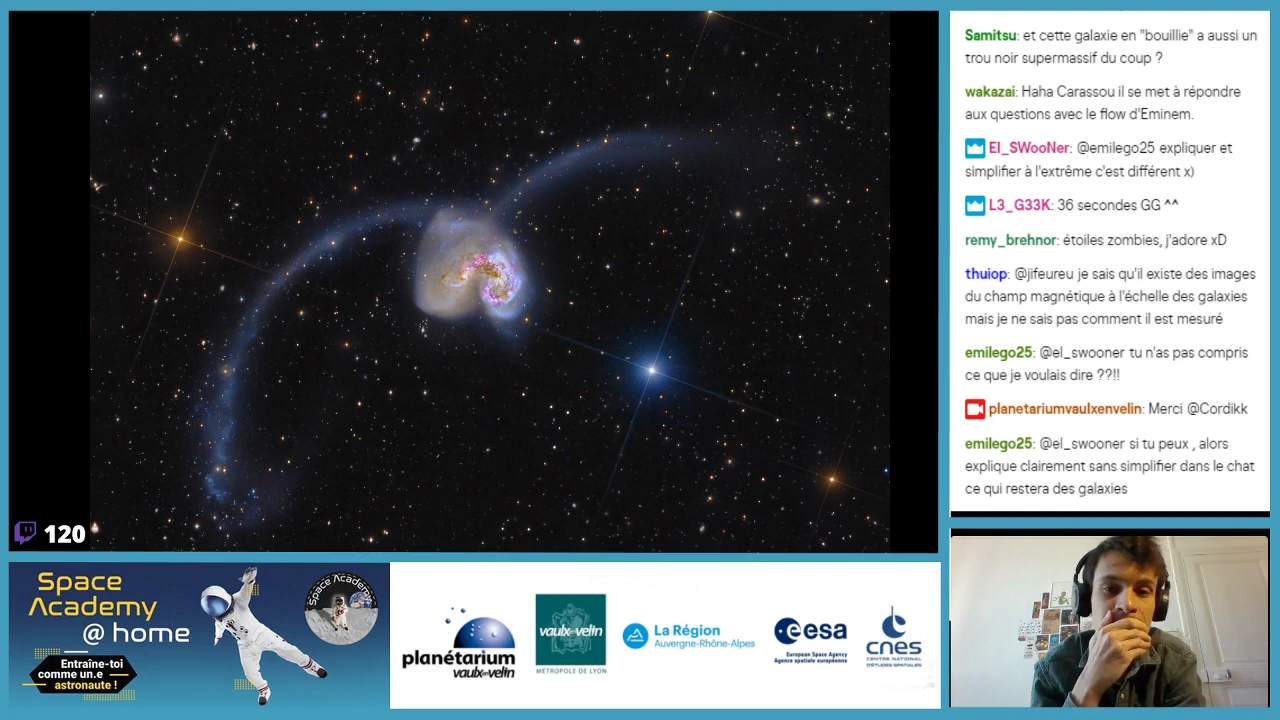 Samitsu: et cette galaxie en "bouillie" a aussi un
trou noir supermassif du coup ?
wakazai: Haha Carassou il se met à répondre
aux questions avec le flow d'Eminem.
El_SWooNer: @emilego25 expliquer et
simplifier à l'extrême c'est différent x)
L3_G33K: 36 secondes GG ^^
remy_brehnor: étoiles zombies, j'adore xD
thuiop: @jifeureu je sais qu'il existe des images
du champ magnétique à l'échelle des galaxies
mais je ne sais pas comment il est mesuré
emilego25: @el_swooner tu n'as pas compris
ce que je voulais dire ??!!
planetariumvaulxenvelin: Merci @Cordikk
emilego25: @el_swooner si tu peux , alors
explique clairement sans simplifier dans le chat
ce qui restera des galaxies
120
Space
Academy
@ home
Entraîne-toi
comme un.e
astronaute !
Space Academy
planétarium
vaulx en velin
vaulx en velin
MÉTROPOLE DE LYON
La Région
Auvergne-Rhône-Alpes
esa
European Space Agency
Agence spatiale européenne
cnes
CENTRE NATIONAL
D'ÉTUDES SPATIALES